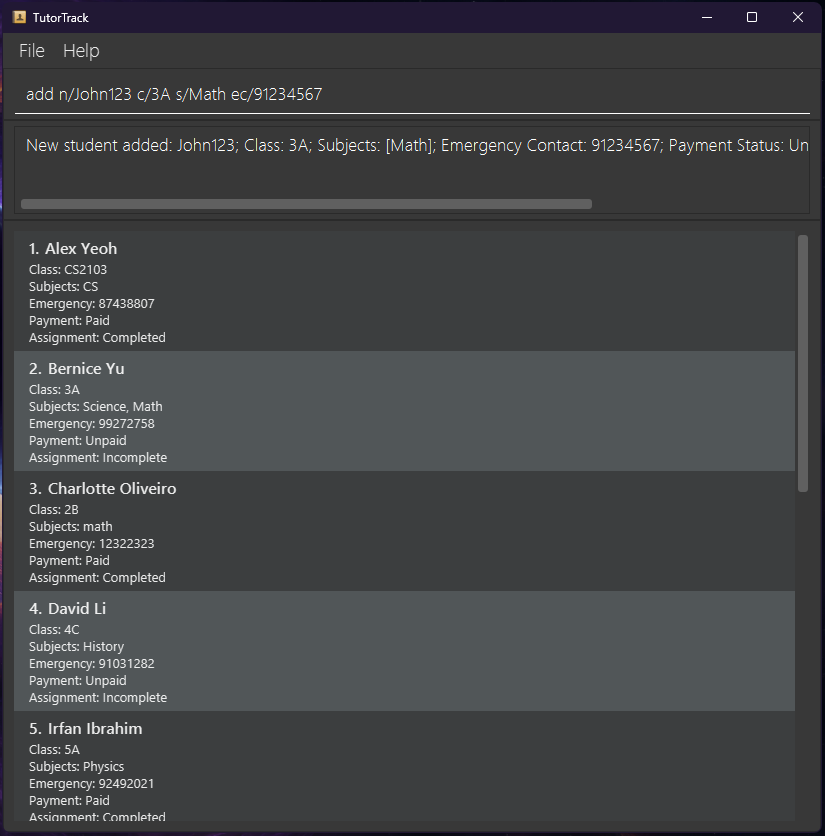 TutorTrack
File Help
add n/John123 c/3A s/Math ec/91234567
New student added: John123; Class: 3A; Subjects: [Math]; Emergency Contact: 91234567; Payment Status: Un
1. Alex Yeoh
Class: CS2103
Subjects: CS
Emergency: 87438807
Payment: Paid
Assignment: Completed
2. Bernice Yu
Class: 3A
Subjects: Science, Math
Emergency: 99272758
Payment: Unpaid
Assignment: Incomplete
3. Charlotte Oliveiro
Class: 2B
Subjects: math
Emergency: 12322323
Payment: Paid
Assignment: Completed
4. David Li
Class: 4C
Subjects: History
Emergency: 91031282
Payment: Unpaid
Assignment: Incomplete
5. Irfan Ibrahim
Class: 5A
Subjects: Physics
Emergency: 92492021
Payment: Paid
Assignment: Completed